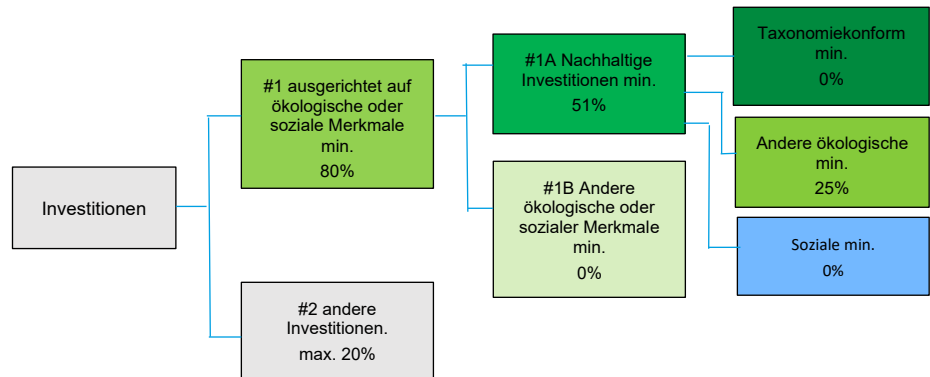 Investitionen
#1 ausgerichtet auf
ökologische oder
soziale Merkmale
min.
80%
#2 andere
Investitionen.
max. 20%
#1A Nachhaltige
Investitionen min.
51%
#1B Andere
ökologische oder
sozialer Merkmale
min.
0%
Taxonomiekonform
min.
0%
Andere ökologische
min.
25%
Soziale min.
0%